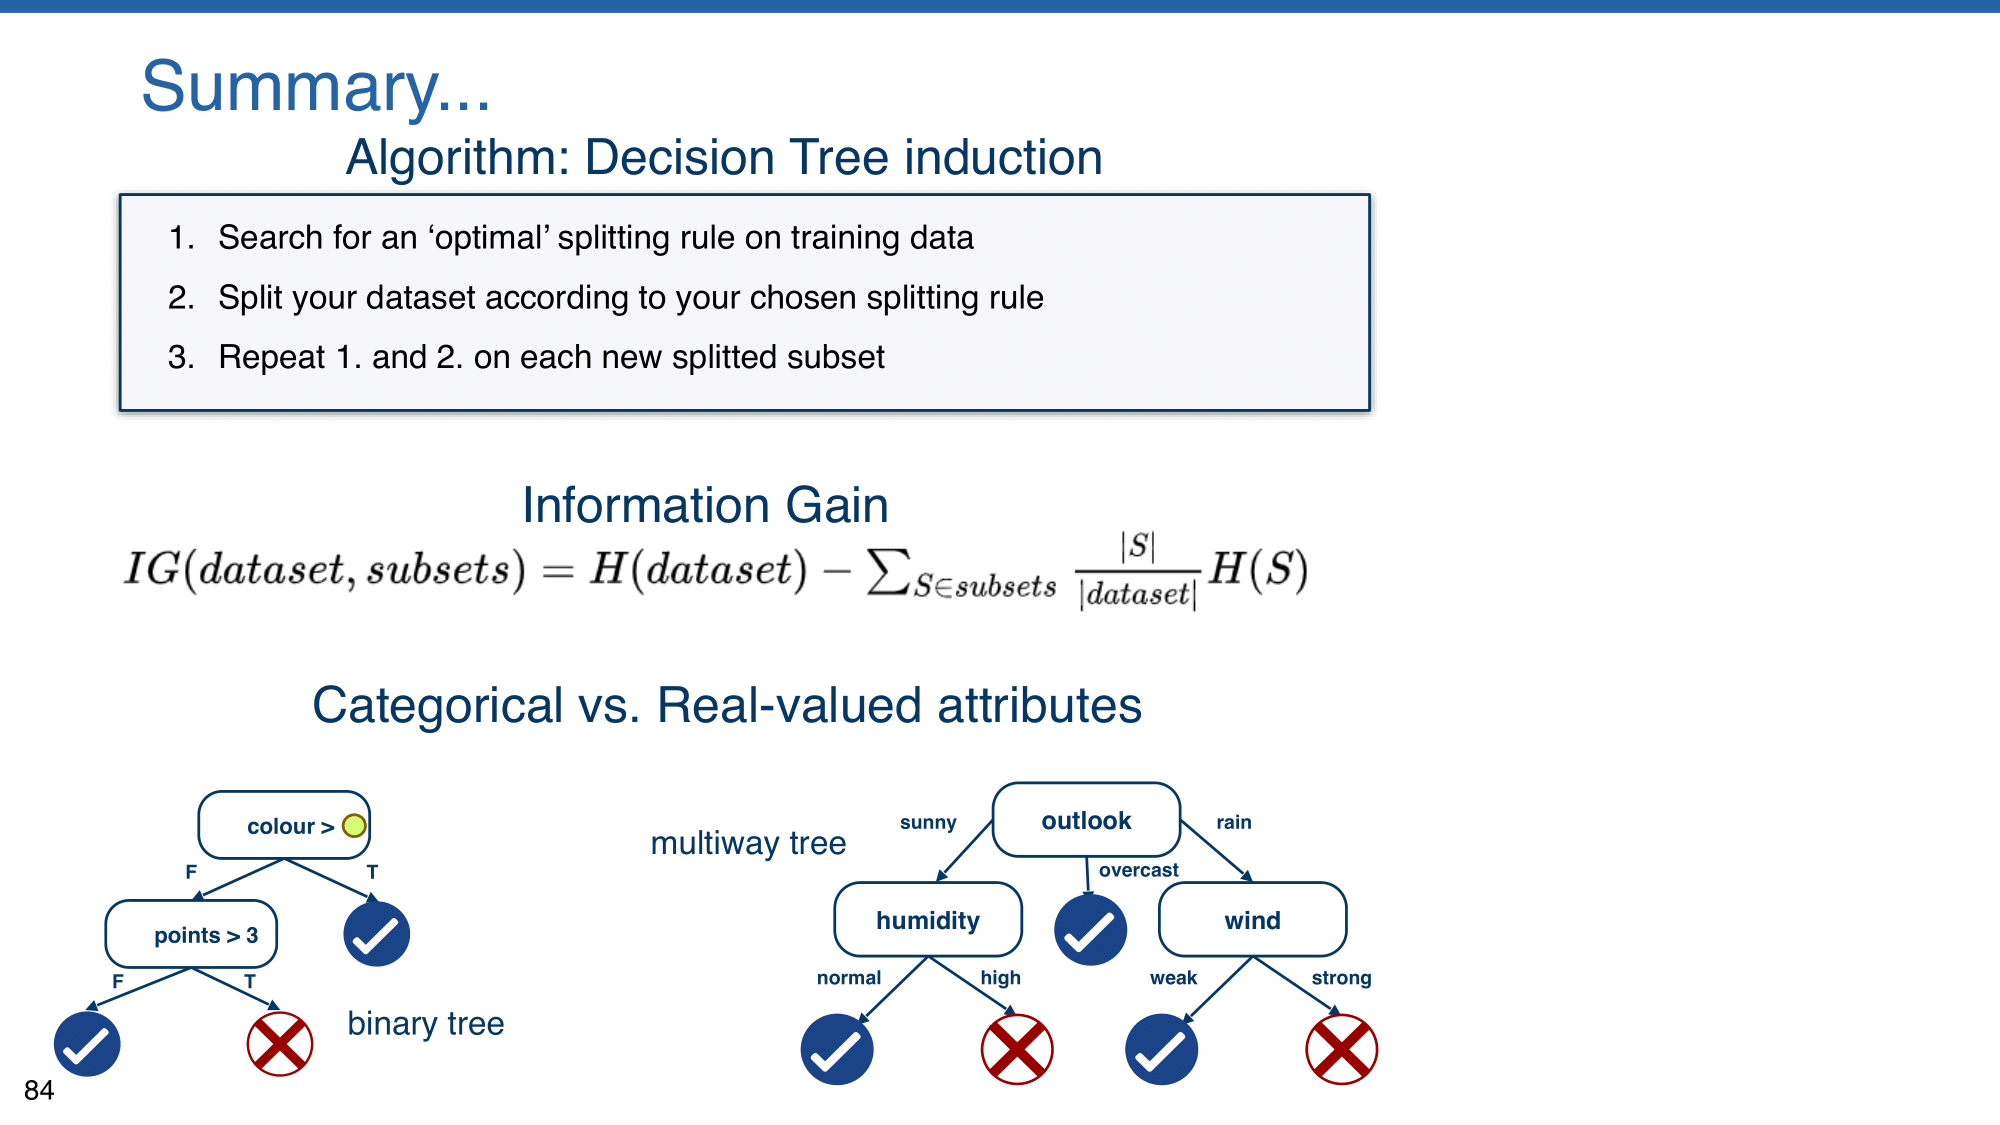 Summary...
Algorithm: Decision Tree induction
1. Search for an ‘optimal’ splitting rule on training data
2. Split your dataset according to your chosen splitting rule
3. Repeat 1. and 2. on each new splitted subset
Information Gain
IG(dataset, subsets) = H(dataset) − ∑_{S∈subsets} |S|/|dataset| H(S)
Categorical vs. Real-valued attributes
colour >
F T
points > 3
F T
binary tree
multiway tree
outlook
sunny overcast rain
humidity wind
normal high weak strong
84